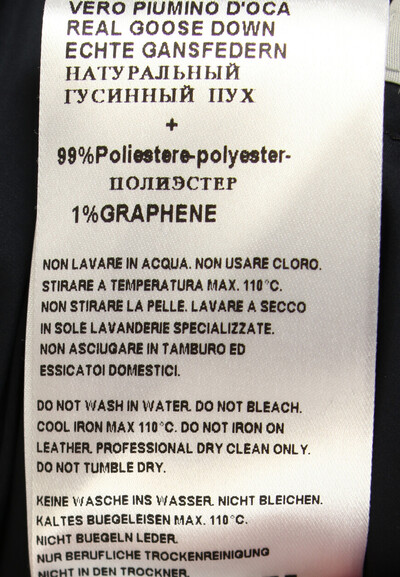 VERO PIUMINO D'OCA
REAL GOOSE DOWN
ECHTE GANSFEDERN
НАТУРАЛЬНЫЙ
ГУСИННЫЙ ПУХ
+
99%Poliestere-polyester-
ПОЛИЭСТЕР
1%GRAPHENE
NON LAVARE IN ACQUA. NON USARE CLORO.
STIRARE A TEMPERATURA MAX. 110°C.
NON STIRARE LA PELLE. LAVARE A SECCO
IN SOLE LAVANDERIE SPECIALIZZATE.
NON ASCIUGARE IN TAMBURO ED
ESSICATOI DOMESTICI.
DO NOT WASH IN WATER. DO NOT BLEACH.
COOL IRON MAX 110°C. DO NOT IRON ON
LEATHER. PROFESSIONAL DRY CLEAN ONLY.
DO NOT TUMBLE DRY.
KEINE WASCHE INS WASSER. NICHT BLEICHEN.
KALTES BUEGELEISEN MAX. 110°C.
NICHT BUEGELN LEDER.
NUR BERUFLICHE TROCKENREINIGUNG
NICHT IN DEN TROCKNER.